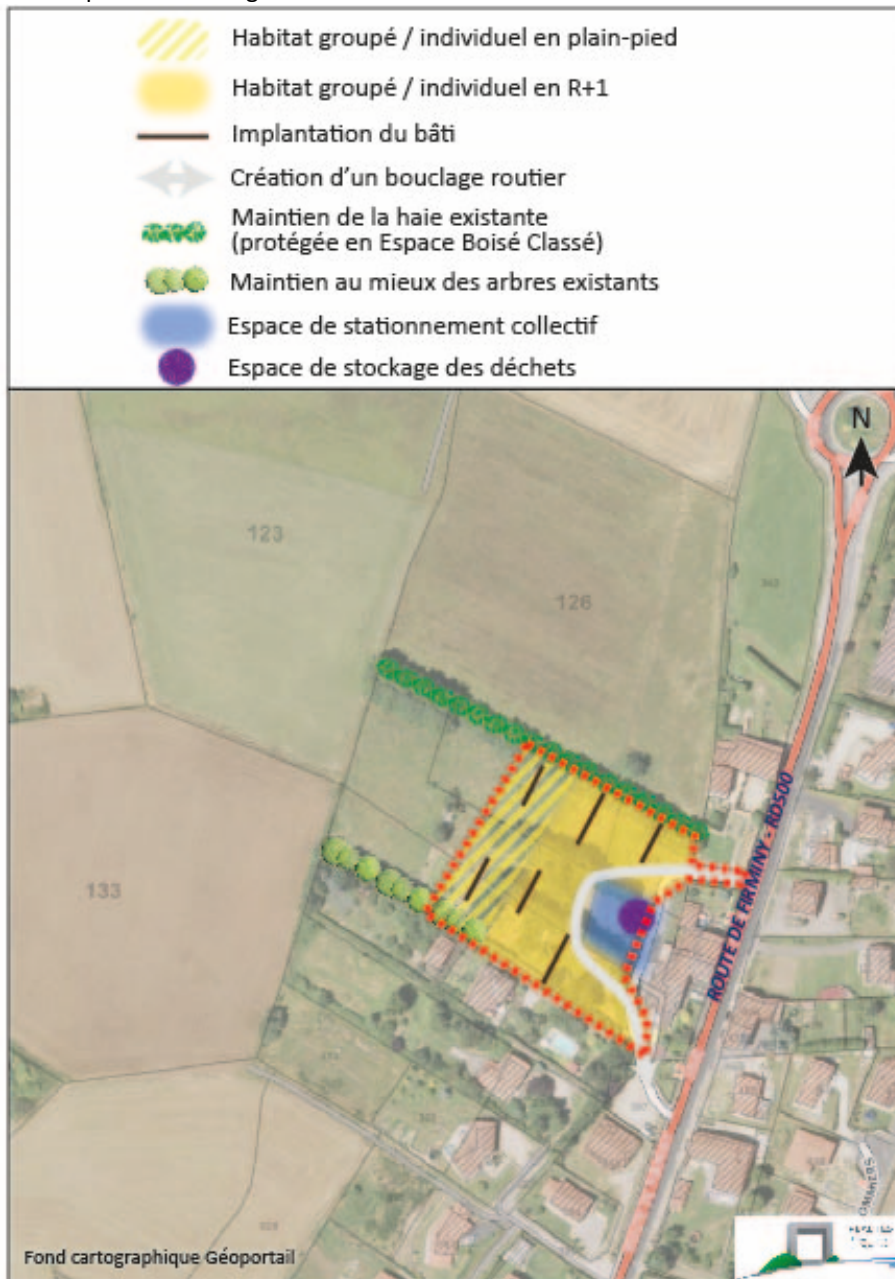 Habitat groupé / individuel en plain-pied
Habitat groupé / individuel en R+1
Implantation du bâti
Création d'un bouclage routier
Maintien de la haie existante
(protégée en Espace Boisé Classé)
Maintien au mieux des arbres existants
Espace de stationnement collectif
Espace de stockage des déchets
N
123
126
133
ROUTE DE FIRMINY - RD500
Fond cartographique Géoportail